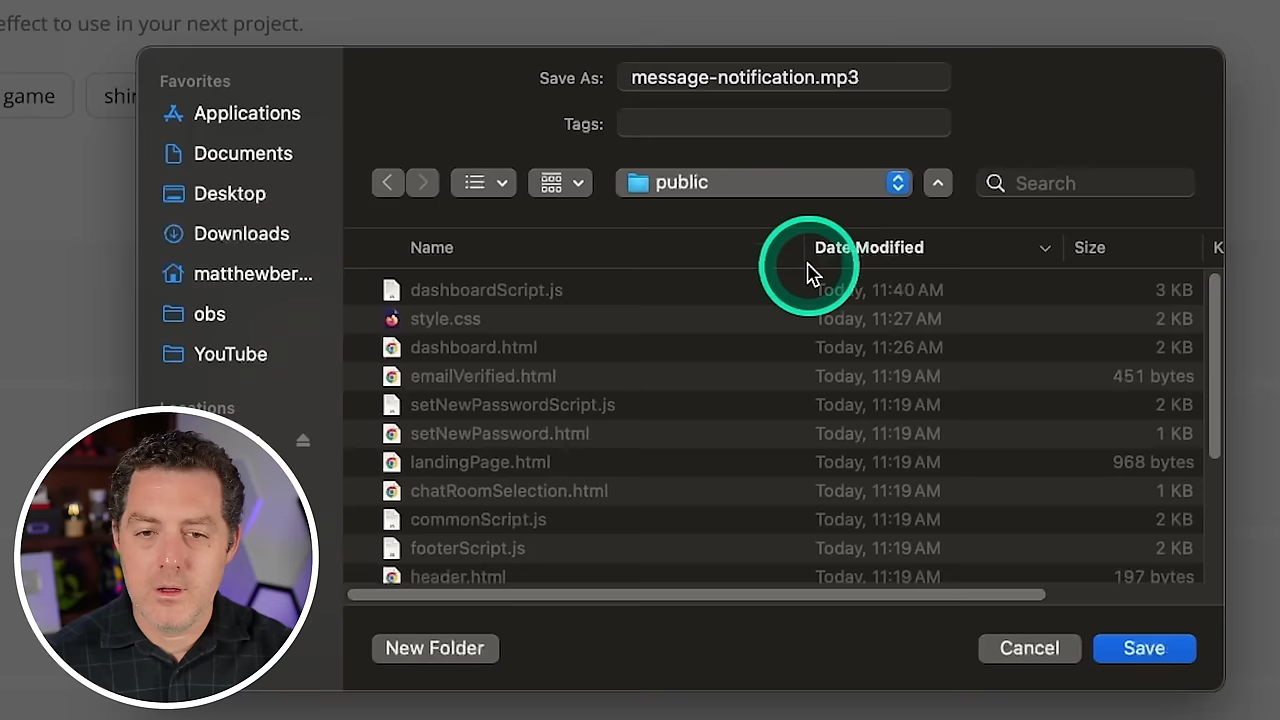 effect to use in your next project.
game
shir
Favorites
Applications
Documents
Desktop
Downloads
matthewber...
obs
YouTube
Locations
Save As: message-notification.mp3
Tags:
public
Search
Name Date Modified Size K
dashboardScript.js Today, 11:40 AM 3 KB
style.css Today, 11:27 AM 2 KB
dashboard.html Today, 11:26 AM 2 KB
emailVerified.html Today, 11:19 AM 451 bytes
setNewPasswordScript.js Today, 11:19 AM 2 KB
setNewPassword.html Today, 11:19 AM 1 KB
landingPage.html Today, 11:19 AM 968 bytes
chatRoomSelection.html Today, 11:19 AM 1 KB
commonScript.js Today, 11:19 AM 2 KB
footerScript.js Today, 11:19 AM 2 KB
header.html Today, 11:19 AM 197 bytes
New Folder Cancel Save